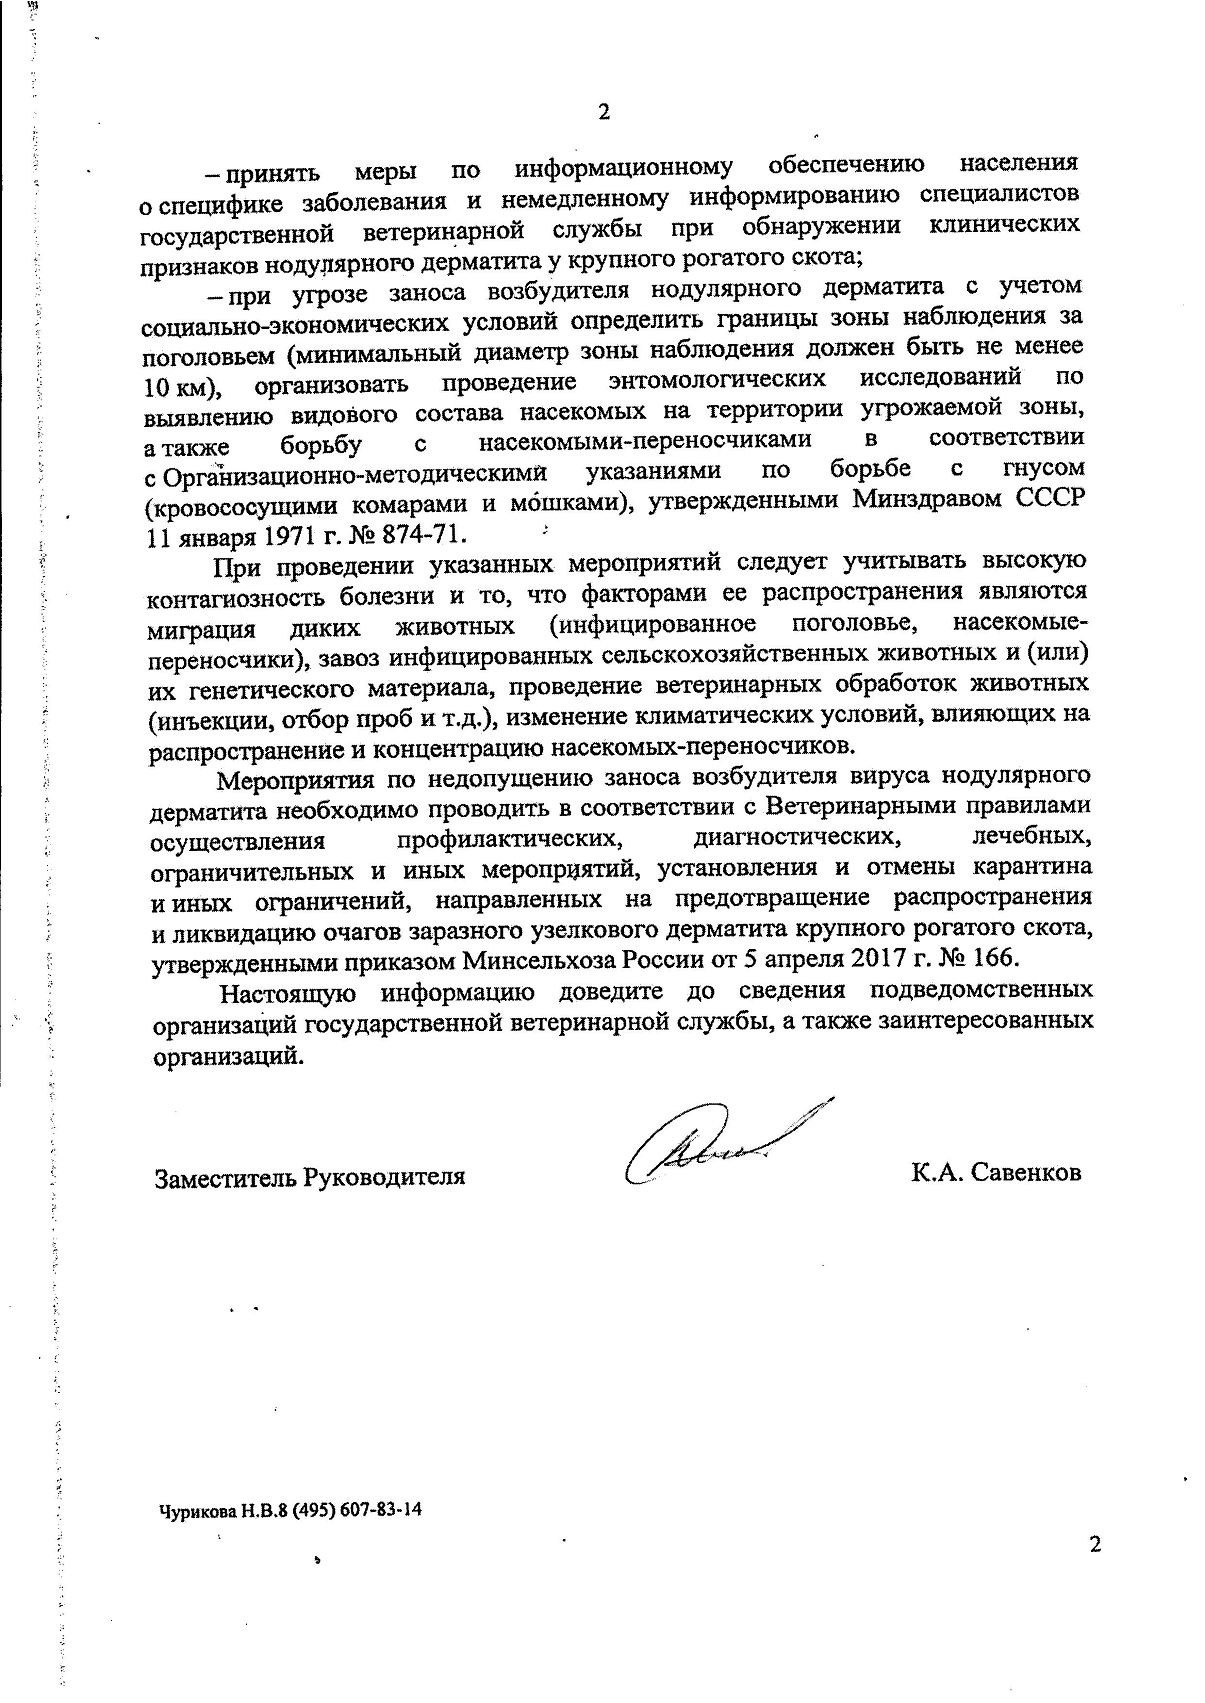 2
– принять меры по информационному обеспечению населения
о специфике заболевания и немедленному информированию специалистов
государственной ветеринарной службы при обнаружении клинических
признаков нодулярного дерматита у крупного рогатого скота;
– при угрозе заноса возбудителя нодулярного дерматита с учетом
социально-экономических условий определить границы зоны наблюдения за
поголовьем (минимальный диаметр зоны наблюдения должен быть не менее
10 км), организовать проведение энтомологических исследований по
выявлению видового состава насекомых на территории угрожаемой зоны,
а также борьбу с насекомыми-переносчиками в соответствии
с Организационно-методическими указаниями по борьбе с гнусом
(кровососущими комарами и мошками), утвержденными Минздравом СССР
11 января 1971 г. № 874-71.
При проведении указанных мероприятий следует учитывать высокую
контагиозность болезни и то, что факторами ее распространения являются
миграция диких животных (инфицированное поголовье, насекомые-
переносчики), завоз инфицированных сельскохозяйственных животных и (или)
их генетического материала, проведение ветеринарных обработок животных
(инъекции, отбор проб и т.д.), изменение климатических условий, влияющих на
распространение и концентрацию насекомых-переносчиков.
Мероприятия по недопущению заноса возбудителя вируса нодулярного
дерматита необходимо проводить в соответствии с Ветеринарными правилами
осуществления профилактических, диагностических, лечебных,
ограничительных и иных мероприятий, установления и отмены карантина
и иных ограничений, направленных на предотвращение распространения
и ликвидацию очагов заразного узелкового дерматита крупного рогатого скота,
утвержденными приказом Минсельхоза России от 5 апреля 2017 г. № 166.
Настоящую информацию доведите до сведения подведомственных
организаций государственной ветеринарной службы, а также заинтересованных
организаций.
Заместитель Руководителя К.А. Савенков
Чурикова Н.В.8 (495) 607-83-14
2